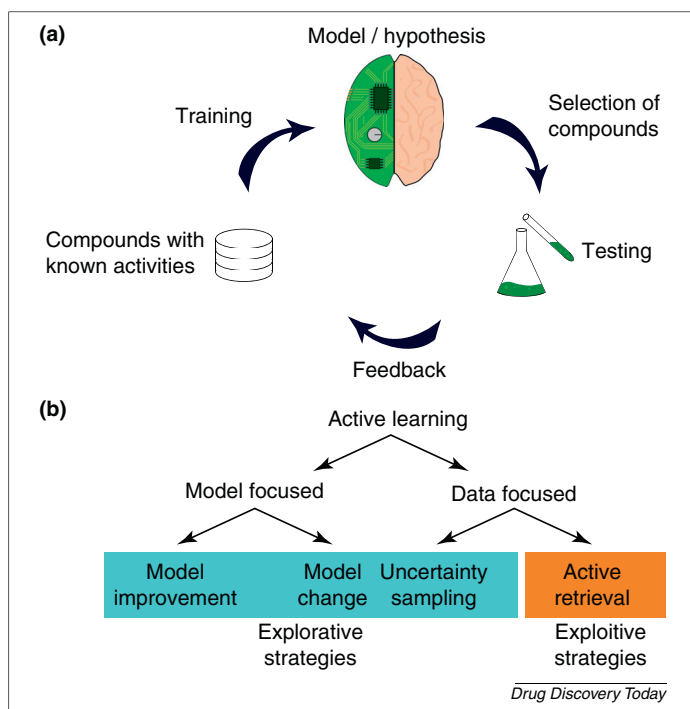 (a)
Model / hypothesis
Training
Selection of
compounds
Compounds with
known activities
Testing
Feedback
(b)
Active learning
Model focused
Data focused
Model
improvement
Model
change
Uncertainty
sampling
Active
retrieval
Explorative
strategies
Exploitive
strategies
Drug Discovery Today